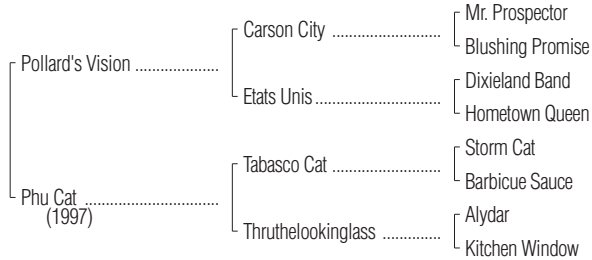 Mr. Prospector
Carson City
Blushing Promise
Pollard's Vision
Dixieland Band
Etats Unis
Hometown Queen
Storm Cat
Tabasco Cat
Barbicue Sauce
Phu Cat
(1997)
Alydar
Thruthelookinglass
Kitchen Window